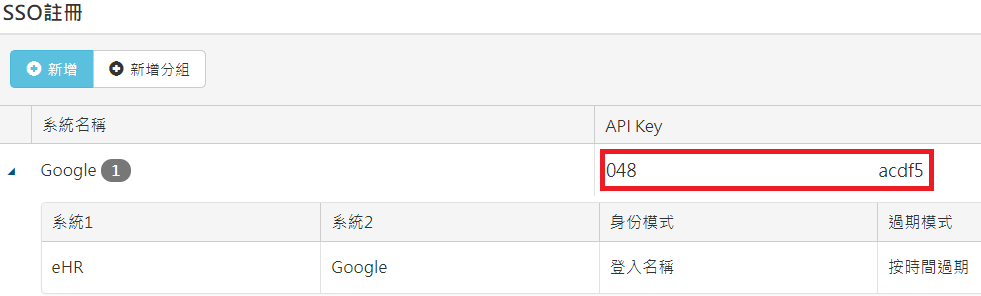 SSO註冊
新增 新增分組
系統名稱 API Key
Google 1 048 acdf5
系統1 系統2 身份模式 過期模式
eHR Google 登入名稱 按時間過期